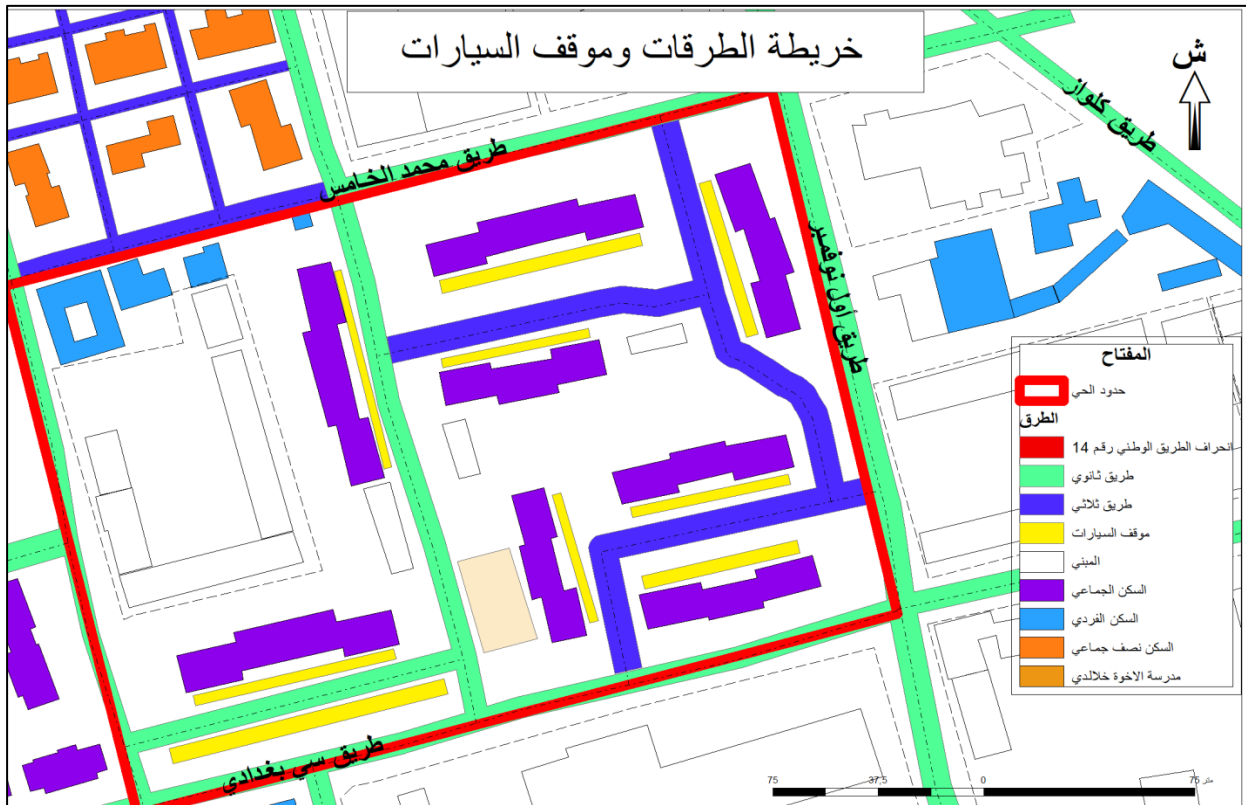 خريطة الطرقات وموقف السيارات
ش
طريق كلواز
طريق محمد الخامس
طريق أول نوفمبر
المفتاح
حدود الحي
الطرق
انحراف الطريق الوطني رقم 14
طريق ثانوي
طريق ثلاثي
موقف السيارات
المبني
السكن الجماعي
السكن الفردي
السكن نصف جماعي
مدرسة الاخوة خلالدي
طريق سي بغدادي
75 37,5 0 75 متر